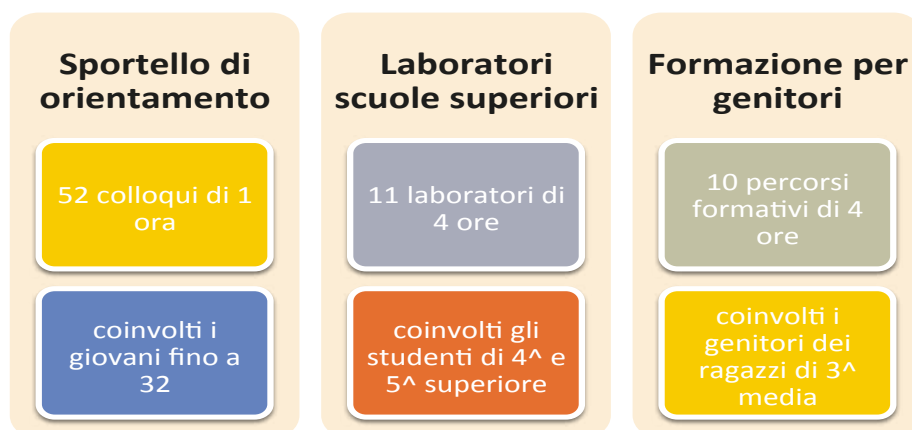 Sportello di
orientamento
52 colloqui di 1
ora
coinvolti i
giovani fino a
32
Laboratori
scuole superiori
11 laboratori di
4 ore
coinvolti gli
studenti di 4^ e
5^ superiore
Formazione per
genitori
10 percorsi
formativi di 4
ore
coinvolti i
genitori dei
ragazzi di 3^
media